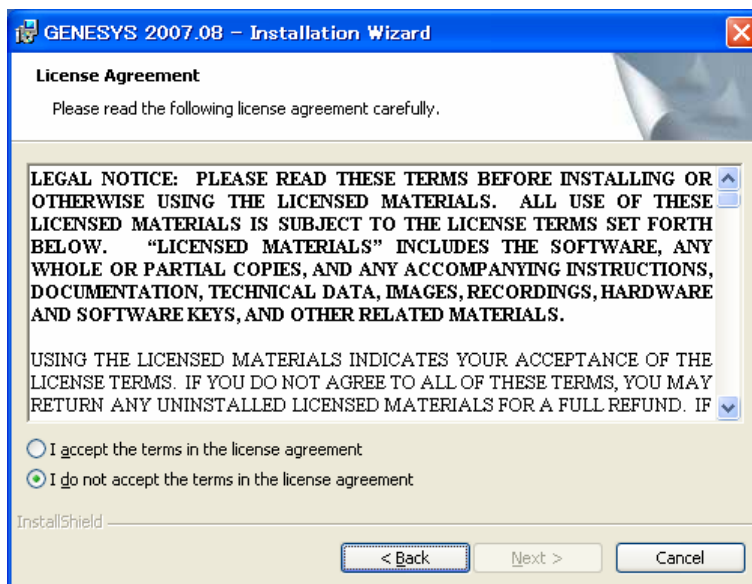 GENESYS 2007.08 – Installation Wizard
License Agreement
Please read the following license agreement carefully.
LEGAL NOTICE: PLEASE READ THESE TERMS BEFORE INSTALLING OR
OTHERWISE USING THE LICENSED MATERIALS. ALL USE OF THESE
LICENSED MATERIALS IS SUBJECT TO THE LICENSE TERMS SET FORTH
BELOW. “LICENSED MATERIALS” INCLUDES THE SOFTWARE, ANY
WHOLE OR PARTIAL COPIES, AND ANY ACCOMPANYING INSTRUCTIONS,
DOCUMENTATION, TECHNICAL DATA, IMAGES, RECORDINGS, HARDWARE
AND SOFTWARE KEYS, AND OTHER RELATED MATERIALS.
USING THE LICENSED MATERIALS INDICATES YOUR ACCEPTANCE OF THE
LICENSE TERMS. IF YOU DO NOT AGREE TO ALL OF THESE TERMS, YOU MAY
RETURN ANY UNINSTALLED LICENSED MATERIALS FOR A FULL REFUND. IF
I accept the terms in the license agreement
I do not accept the terms in the license agreement
InstallShield
< Back Next > Cancel